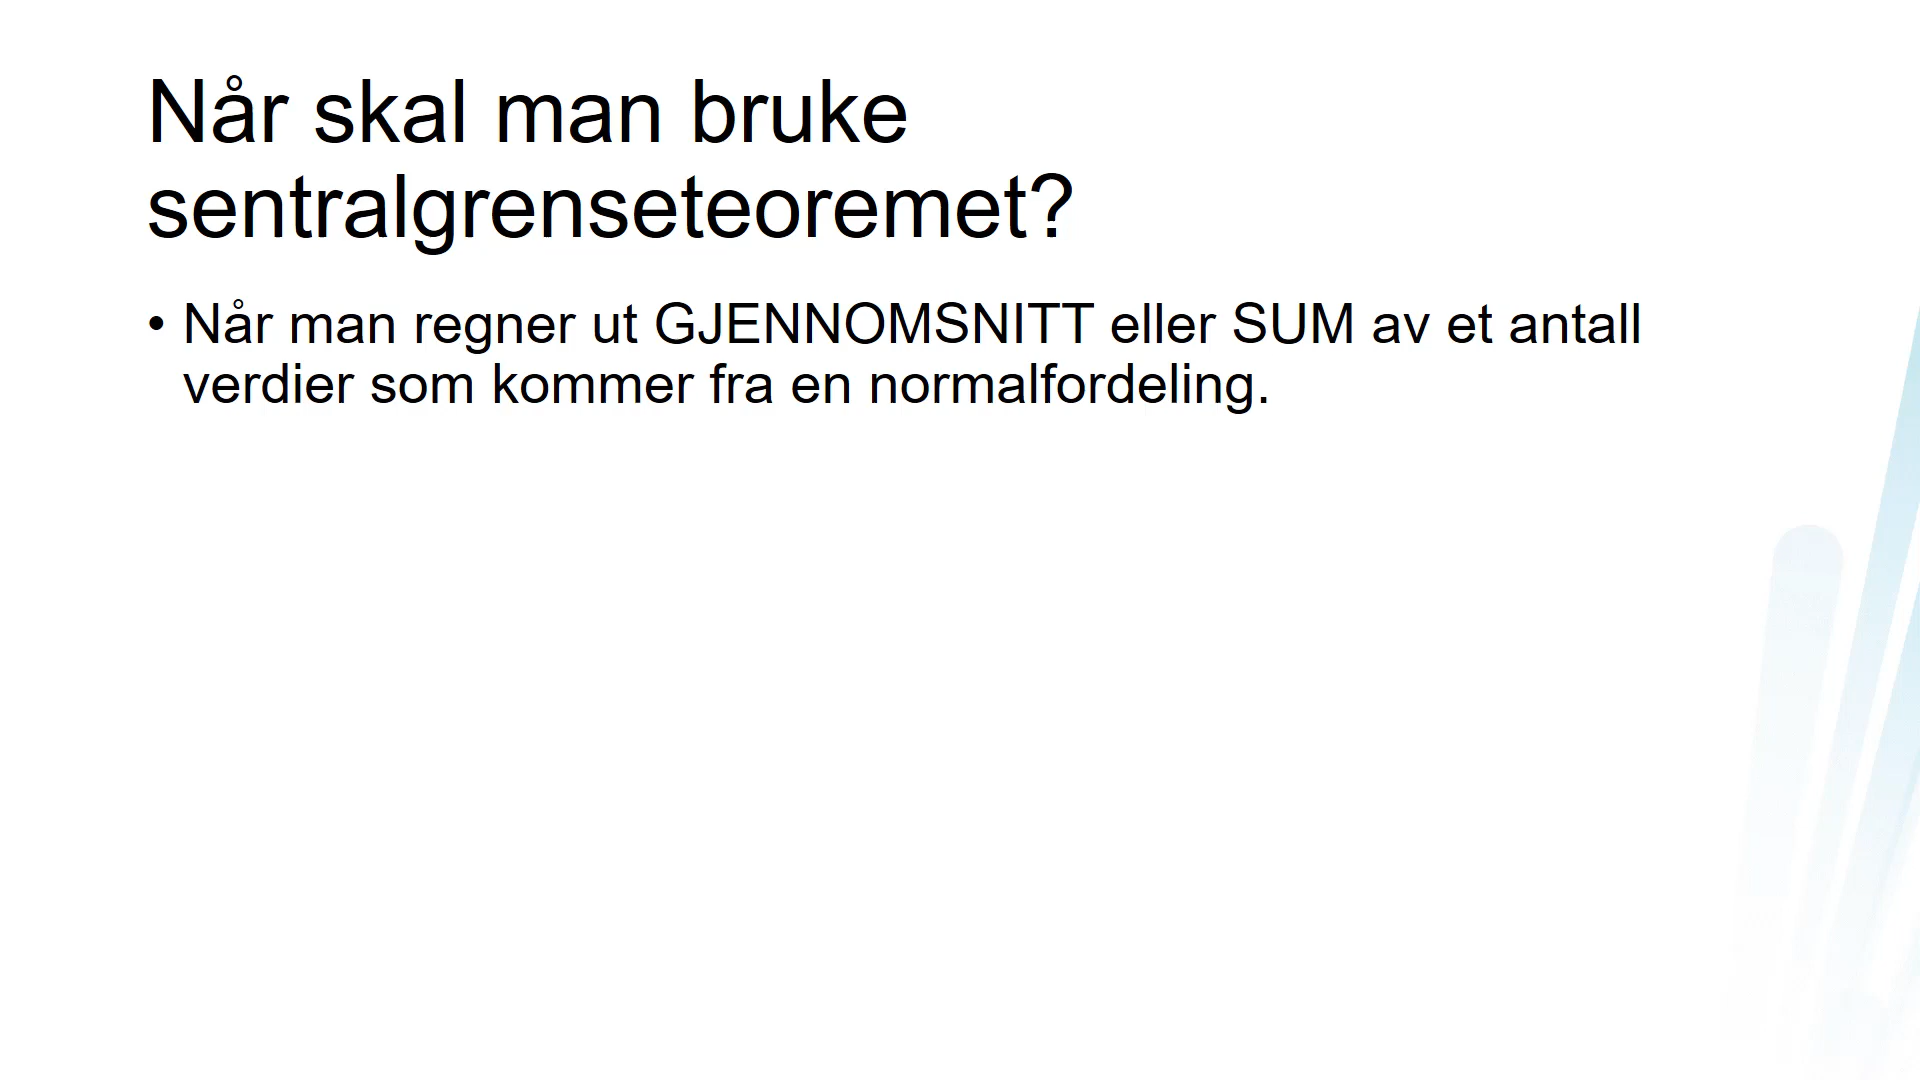 Når skal man bruke
sentralgrenseteoremet?
• Når man regner ut GJENNOMSNITT eller SUM av et antall
verdier som kommer fra en normalfordeling.